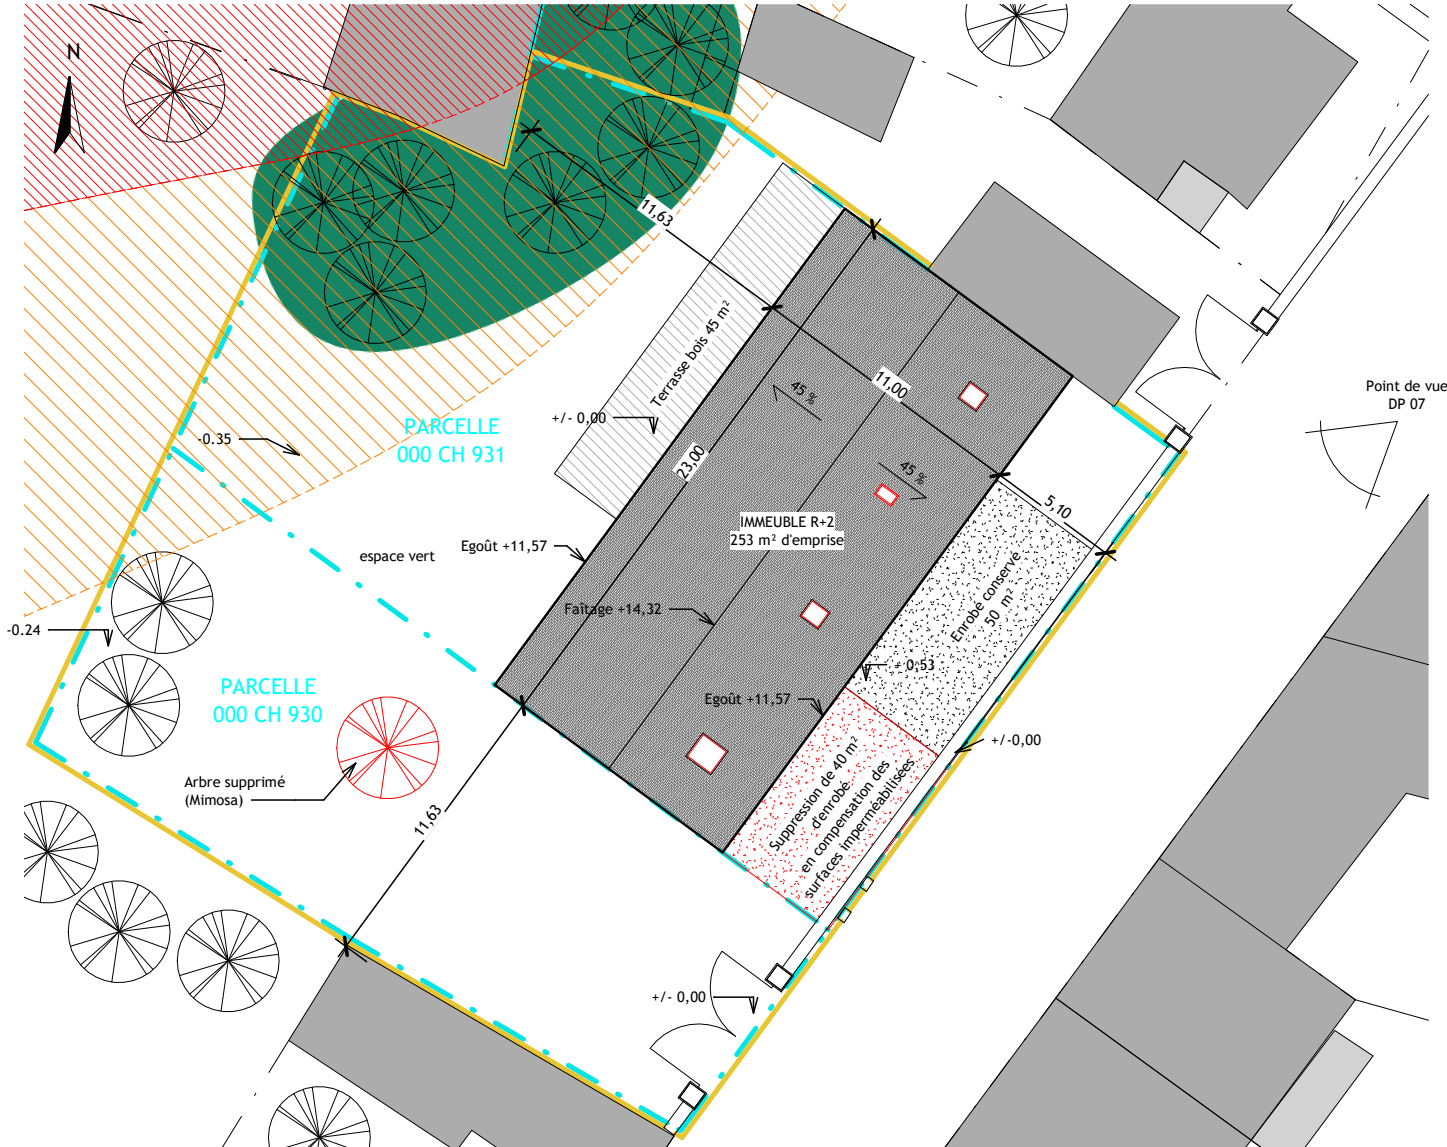 N
11,63
Point de vue
DP 07
Terrasse bois 45 m²
45 %
11,00
+/- 0,00
PARCELLE
000 CH 931
-0.35
23,00
45 %
5,10
IMMEUBLE R+2
253 m² d'emprise
Egoût +11,57
espace vert
Enrobé conservé
50 m²
Faîtage +14,32
-0.24
+ 0,53
PARCELLE
000 CH 930
Egoût +11,57
+/-0,00
Arbre supprimé
(Mimosa)
Suppression de 40 m²
d'enrobé
en compensation des
surfaces imperméabilisées
11,63
+/- 0,00